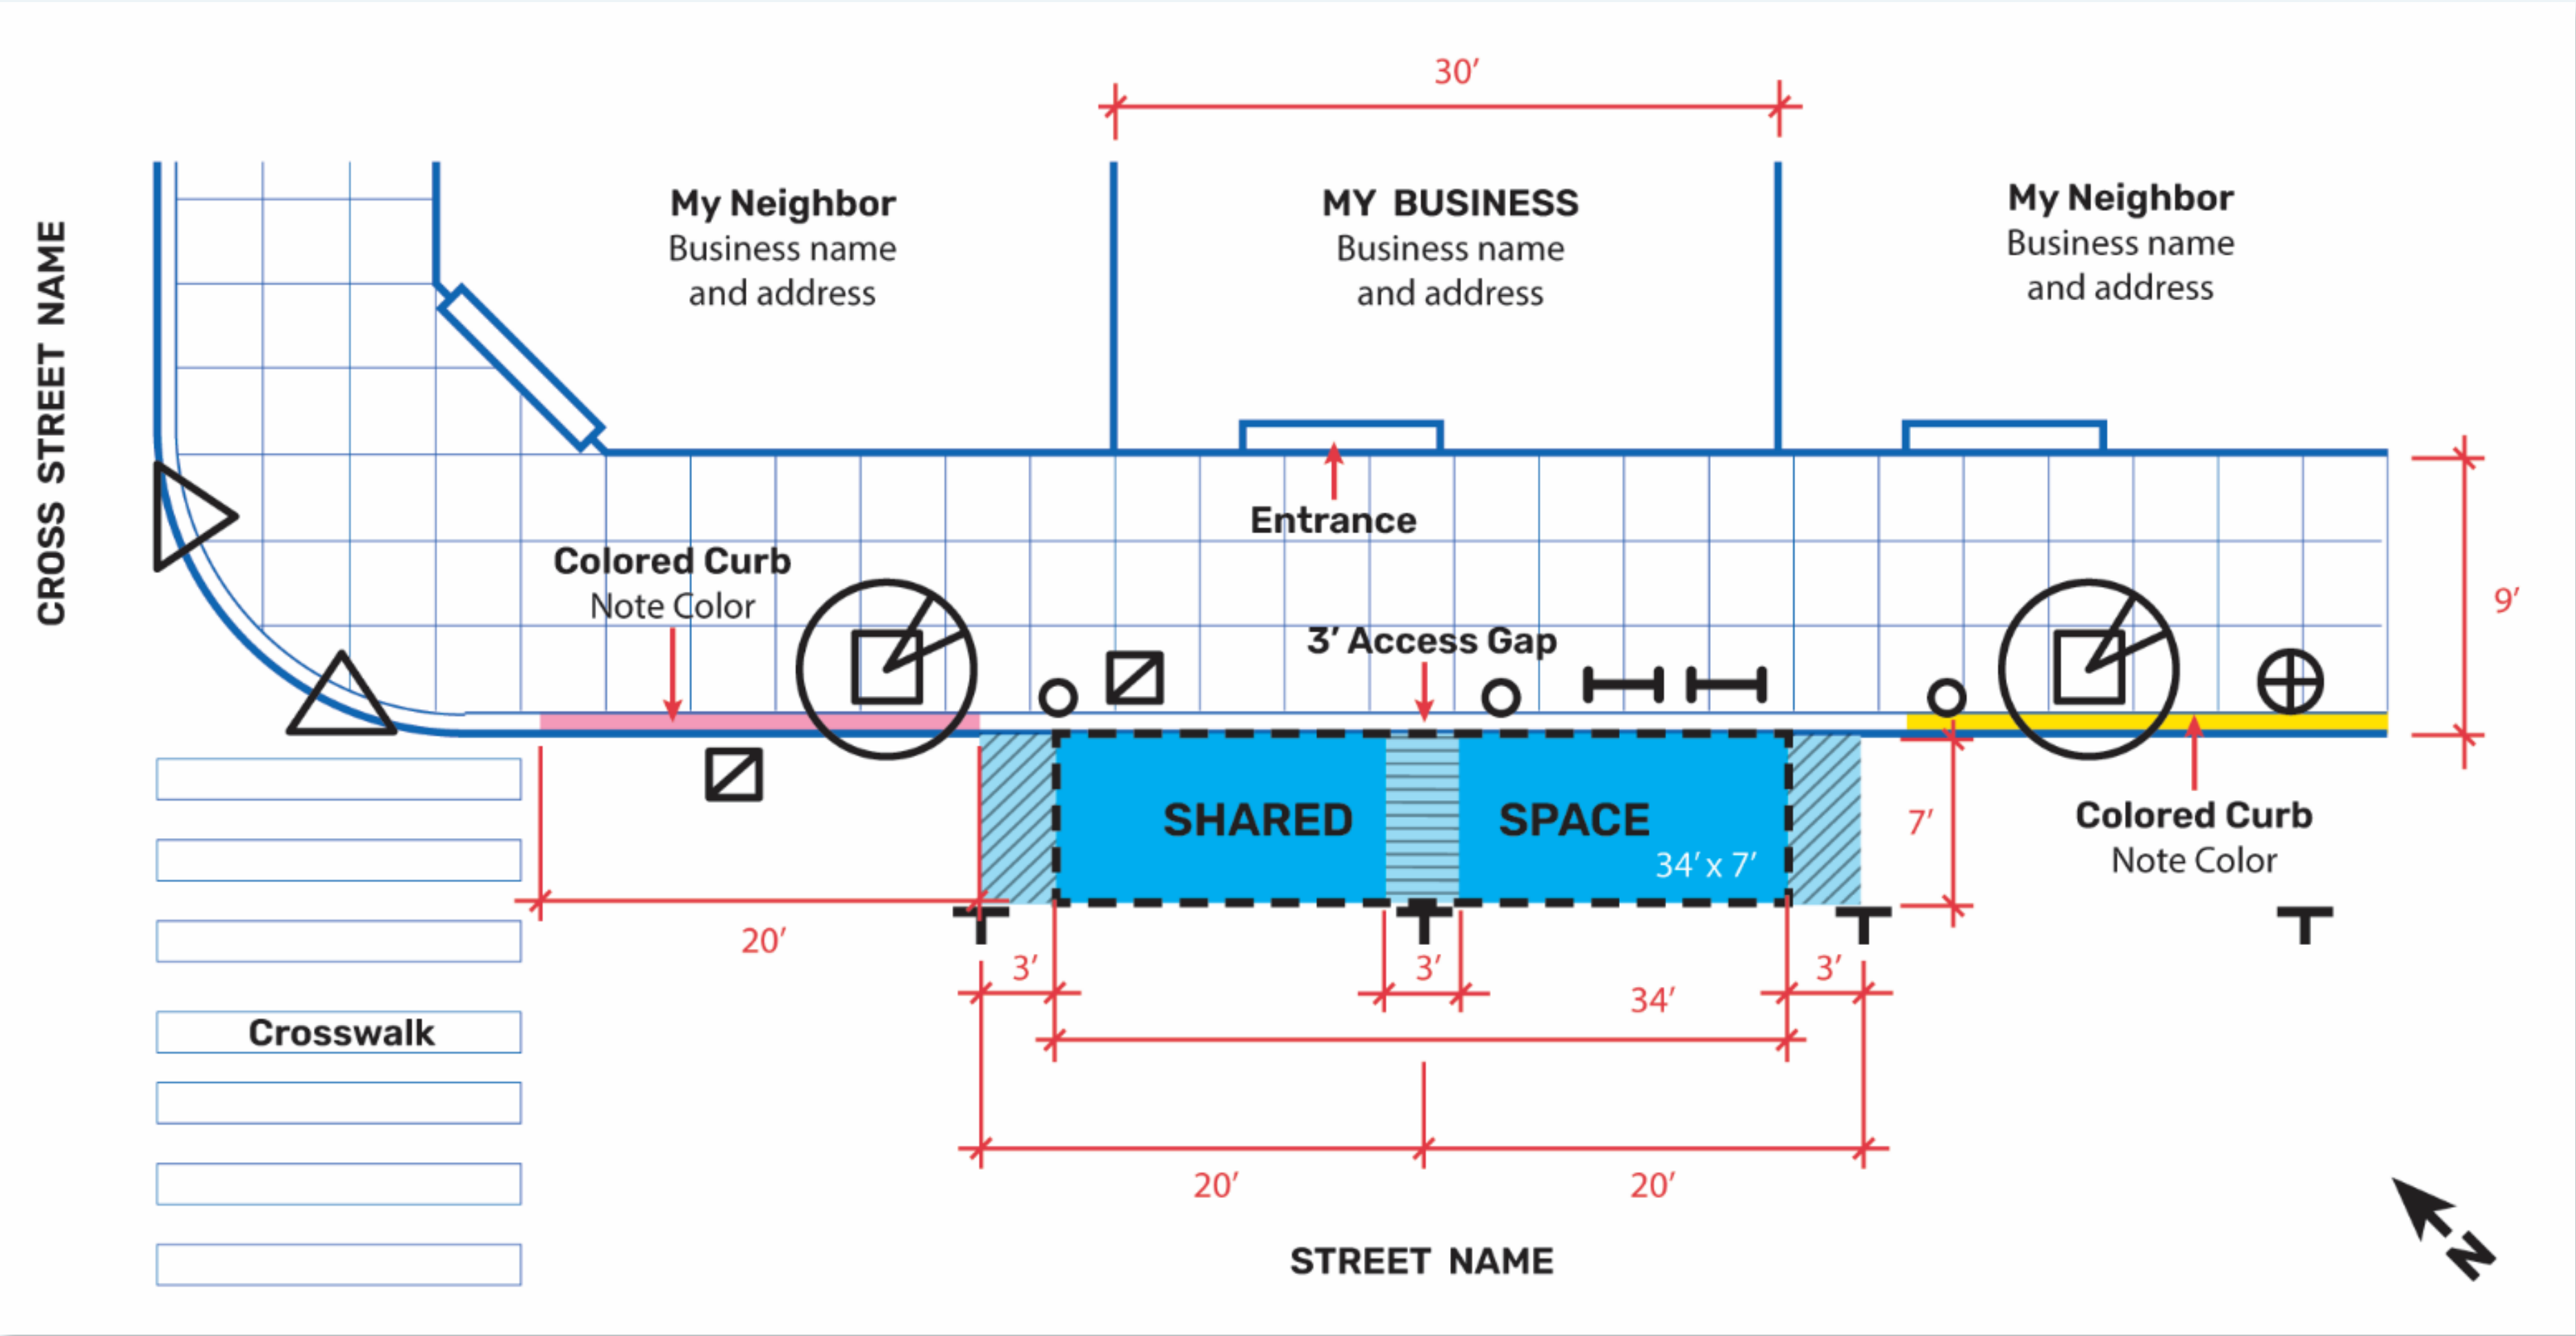 30′
CROSS STREET NAME
My Neighbor
Business name
and address
MY BUSINESS
Business name
and address
My Neighbor
Business name
and address
Entrance
Colored Curb
Note Color
3′ Access Gap
9′
SHARED SPACE
34′ x 7′
7′
Colored Curb
Note Color
20′
3′
3′
34′
3′
Crosswalk
20′
20′
STREET NAME
N